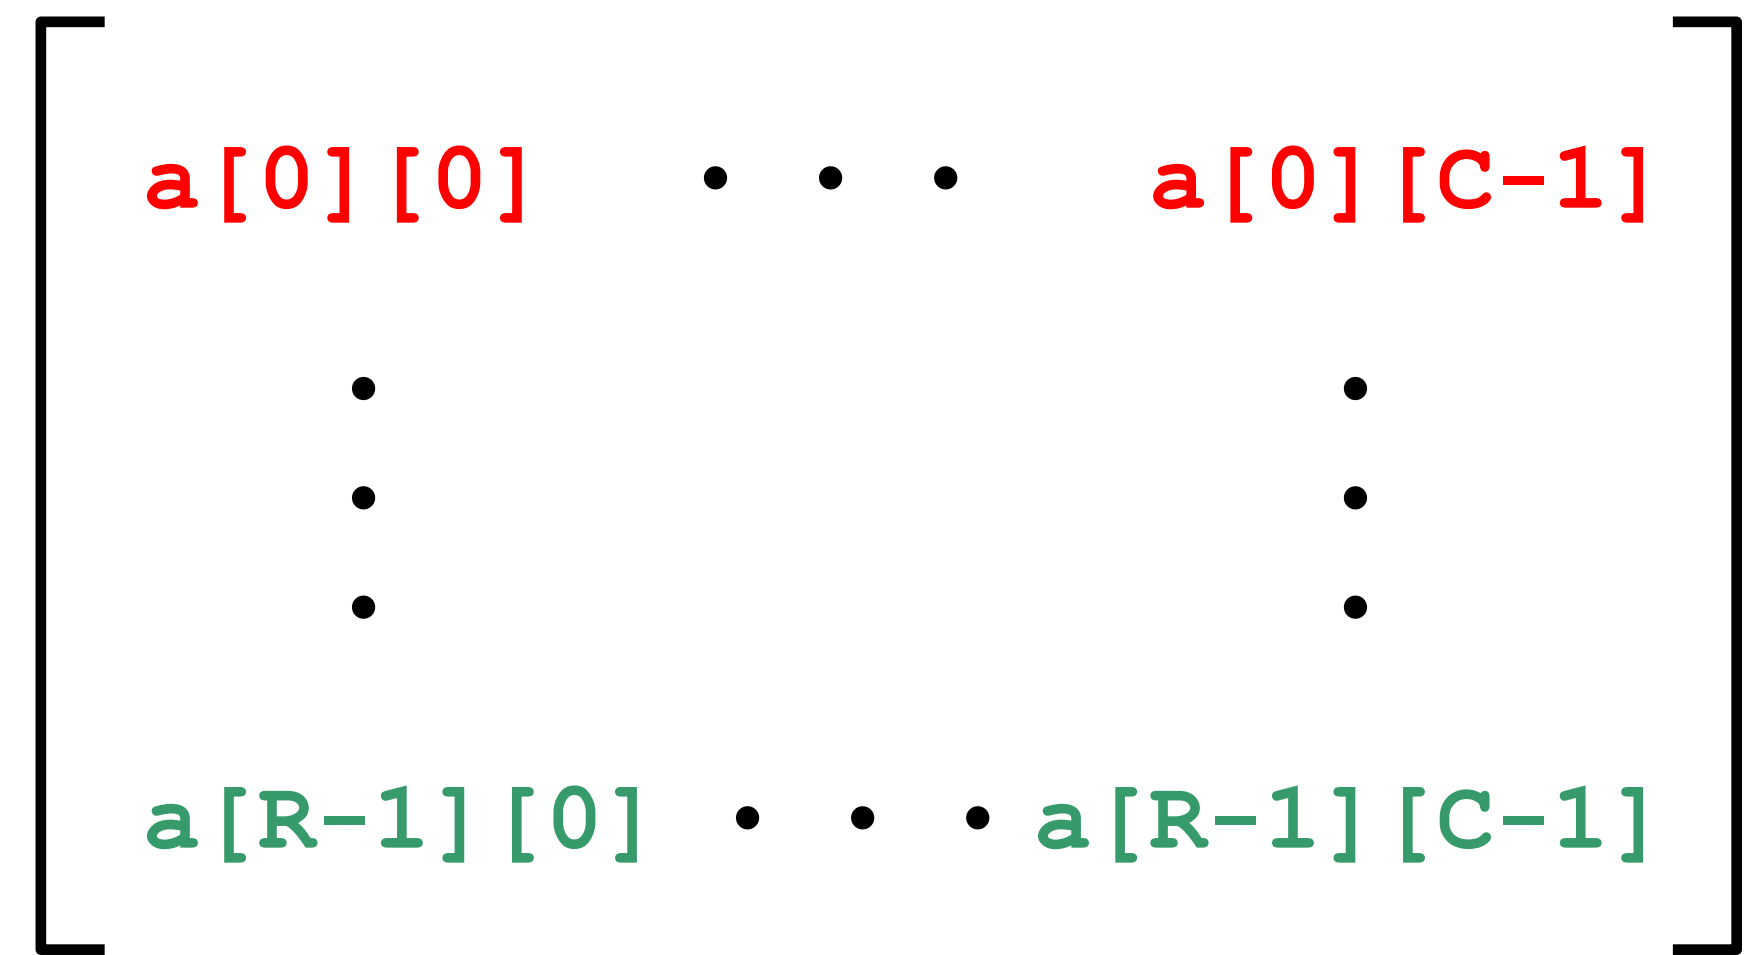 a[0][0] • • • a[0][C-1]
• •
• •
• •
a[R-1][0] • • • a[R-1][C-1]